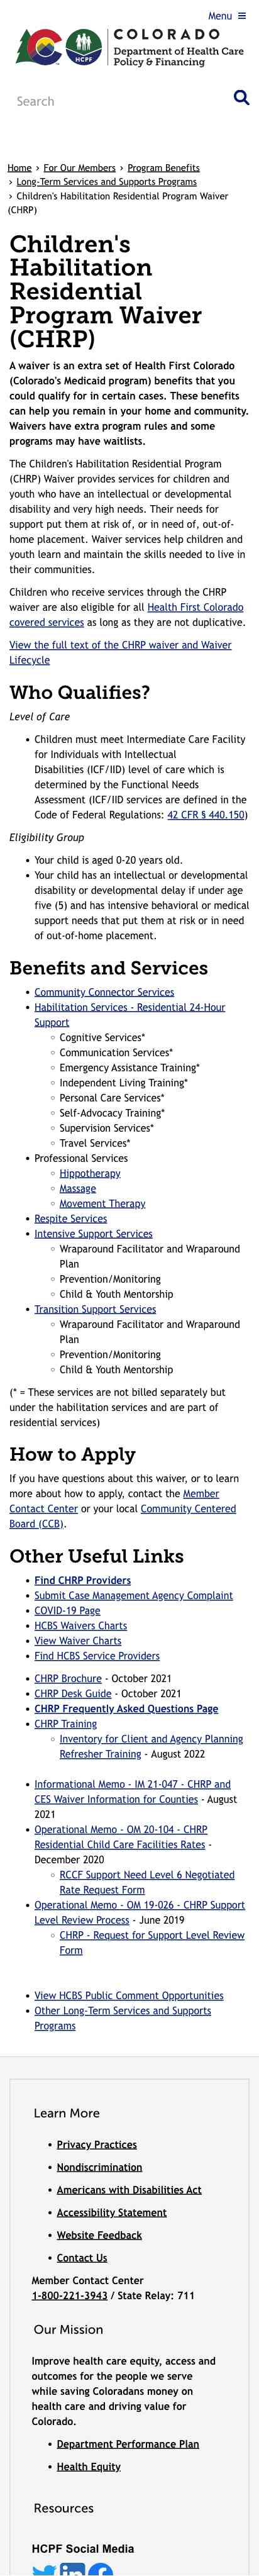 Menu ≡
HCPF
COLORADO
Department of Health Care
Policy & Financing
Search
Home › For Our Members › Program Benefits
› Long-Term Services and Supports Programs
› Children's Habilitation Residential Program Waiver
(CHRP)
Children's
Habilitation
Residential
Program Waiver
(CHRP)
A waiver is an extra set of Health First Colorado
(Colorado's Medicaid program) benefits that you
could qualify for in certain cases. These benefits
can help you remain in your home and community.
Waivers have extra program rules and some
programs may have waitlists.
The Children's Habilitation Residential Program
(CHRP) Waiver provides services for children and
youth who have an intellectual or developmental
disability and very high needs. Their needs for
support put them at risk of, or in need of, out-of-
home placement. Waiver services help children and
youth learn and maintain the skills needed to live in
their communities.
Children who receive services through the CHRP
waiver are also eligible for all Health First Colorado
covered services as long as they are not duplicative.
View the full text of the CHRP waiver and Waiver
Lifecycle
Who Qualifies?
Level of Care
• Children must meet Intermediate Care Facility
for Individuals with Intellectual
Disabilities (ICF/IID) level of care which is
determined by the Functional Needs
Assessment (ICF/IID services are defined in the
Code of Federal Regulations: 42 CFR § 440.150)
Eligibility Group
• Your child is aged 0-20 years old.
• Your child has an intellectual or developmental
disability or developmental delay if under age
five (5) and has intensive behavioral or medical
support needs that put them at risk or in need
of out-of-home placement.
Benefits and Services
• Community Connector Services
• Habilitation Services - Residential 24-Hour
Support
○ Cognitive Services*
○ Communication Services*
○ Emergency Assistance Training*
○ Independent Living Training*
○ Personal Care Services*
○ Self-Advocacy Training*
○ Supervision Services*
○ Travel Services*
• Professional Services
○ Hippotherapy
○ Massage
○ Movement Therapy
• Respite Services
• Intensive Support Services
○ Wraparound Facilitator and Wraparound
Plan
○ Prevention/Monitoring
○ Child & Youth Mentorship
• Transition Support Services
○ Wraparound Facilitator and Wraparound
Plan
○ Prevention/Monitoring
○ Child & Youth Mentorship
(* = These services are not billed separately but
under the habilitation services and are part of
residential services)
How to Apply
If you have questions about this waiver, or to learn
more about how to apply, contact the Member
Contact Center or your local Community Centered
Board (CCB).
Other Useful Links
• Find CHRP Providers
• Submit Case Management Agency Complaint
• COVID-19 Page
• HCBS Waivers Charts
• View Waiver Charts
• Find HCBS Service Providers
• CHRP Brochure - October 2021
• CHRP Desk Guide - October 2021
• CHRP Frequently Asked Questions Page
• CHRP Training
○ Inventory for Client and Agency Planning
Refresher Training - August 2022
• Informational Memo - IM 21-047 - CHRP and
CES Waiver Information for Counties - August
2021
• Operational Memo - OM 20-104 - CHRP
Residential Child Care Facilities Rates -
December 2020
○ RCCF Support Need Level 6 Negotiated
Rate Request Form
• Operational Memo - OM 19-026 - CHRP Support
Level Review Process - June 2019
○ CHRP - Request for Support Level Review
Form
• View HCBS Public Comment Opportunities
• Other Long-Term Services and Supports
Programs
Learn More
• Privacy Practices
• Nondiscrimination
• Americans with Disabilities Act
• Accessibility Statement
• Website Feedback
• Contact Us
Member Contact Center
1-800-221-3943 / State Relay: 711
Our Mission
Improve health care equity, access and
outcomes for the people we serve
while saving Coloradans money on
health care and driving value for
Colorado.
• Department Performance Plan
• Health Equity
Resources
HCPF Social Media